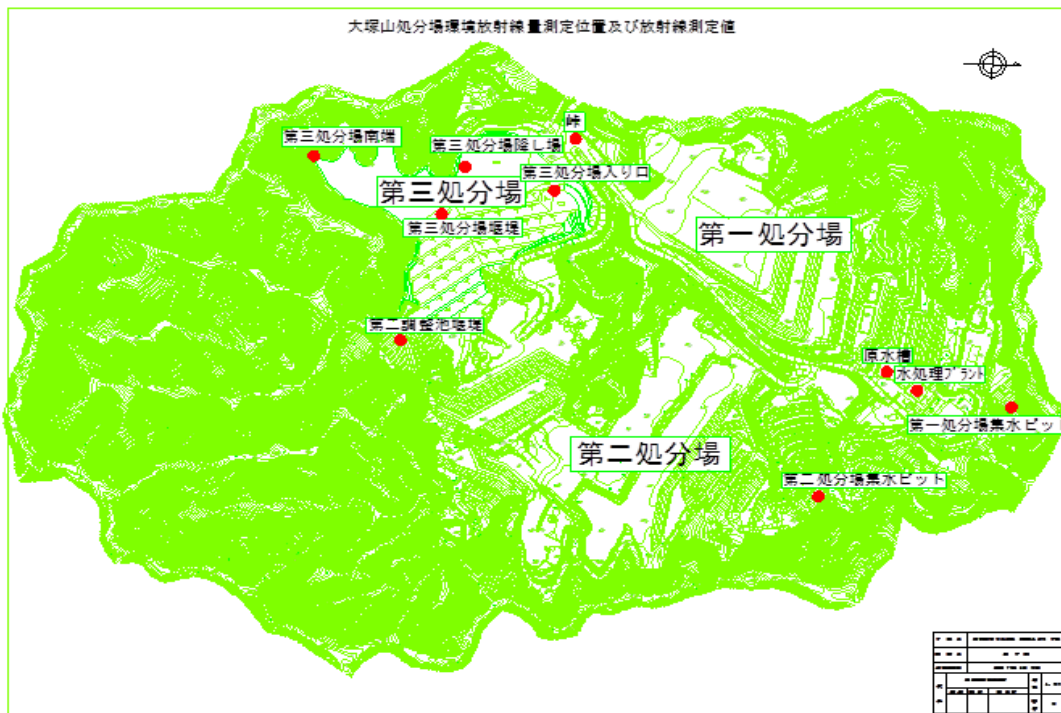 大塚山処分場環境放射線量測定位置及び放射線測定値
峠
第三処分場南端
第三処分場降し場
第三処分場入り口
第三処分場
第三処分場堰堤
第一処分場
第二調整池堰堤
原水槽
水処理プラント
第一処分場集水ピット
第二処分場
第二処分場集水ピット